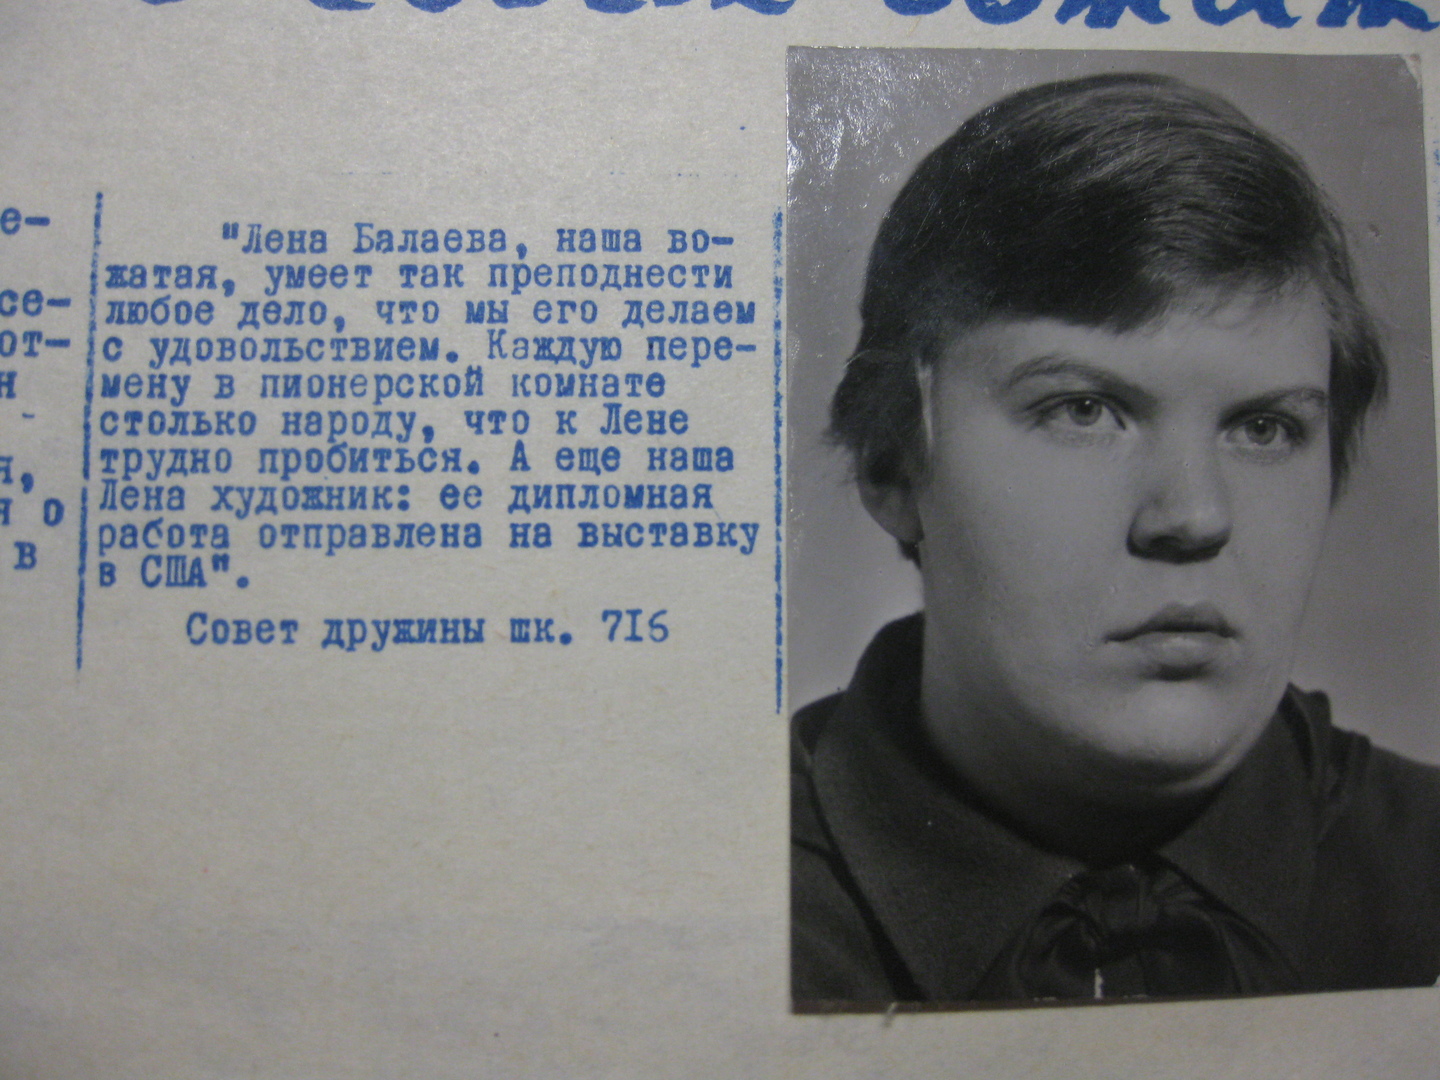 е-
се-
от-
н
-
я,
я о
в
"Лена Балаева, наша во-
жатая, умеет так преподнести
любое дело, что мы его делаем
с удовольствием. Каждую пере-
мену в пионерской комнате
столько народу, что к Лене
трудно пробиться. А еще наша
Лена художник: ее дипломная
работа отправлена на выставку
в США".
Совет дружины шк. 716